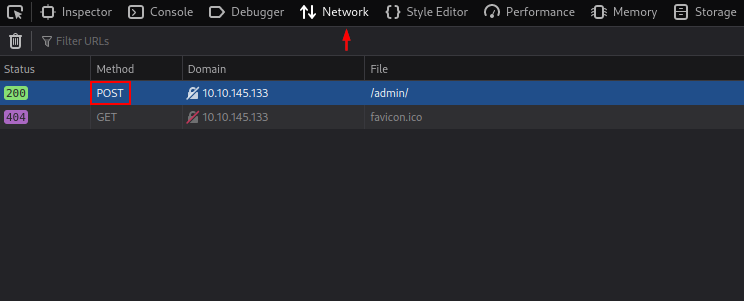 Inspector Console Debugger Network Style Editor Performance Memory Storage
Filter URLs
Status Method Domain File
200 POST 10.10.145.133 /admin/
404 GET 10.10.145.133 favicon.ico